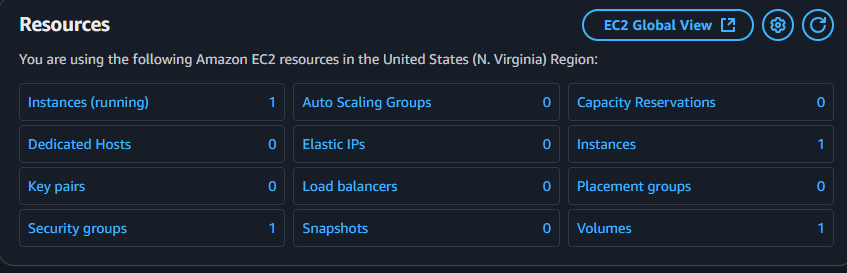 Resources
EC2 Global View
You are using the following Amazon EC2 resources in the United States (N. Virginia) Region:
Instances (running) 1 Auto Scaling Groups 0 Capacity Reservations 0
Dedicated Hosts 0 Elastic IPs 0 Instances 1
Key pairs 0 Load balancers 0 Placement groups 0
Security groups 1 Snapshots 0 Volumes 1